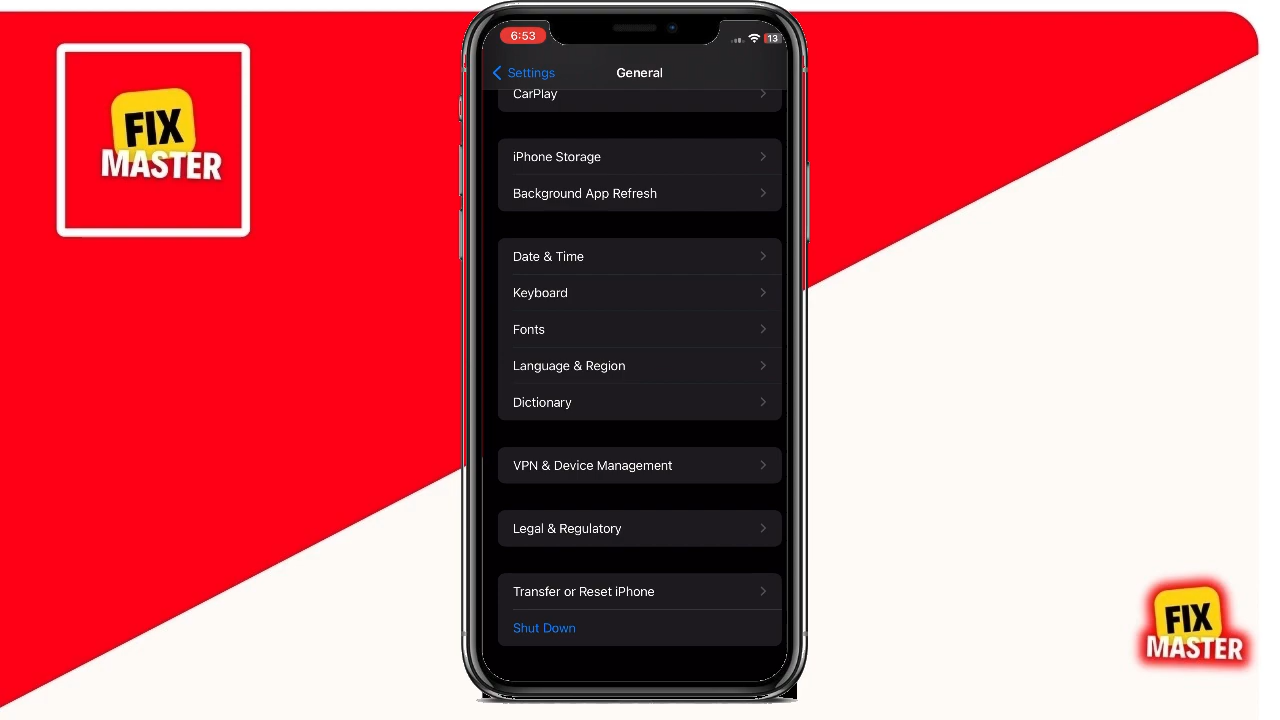 FIX
MASTER
6:53
13
Settings
General
CarPlay
iPhone Storage
Background App Refresh
Date & Time
Keyboard
Fonts
Language & Region
Dictionary
VPN & Device Management
Legal & Regulatory
Transfer or Reset iPhone
Shut Down
FIX
MASTER